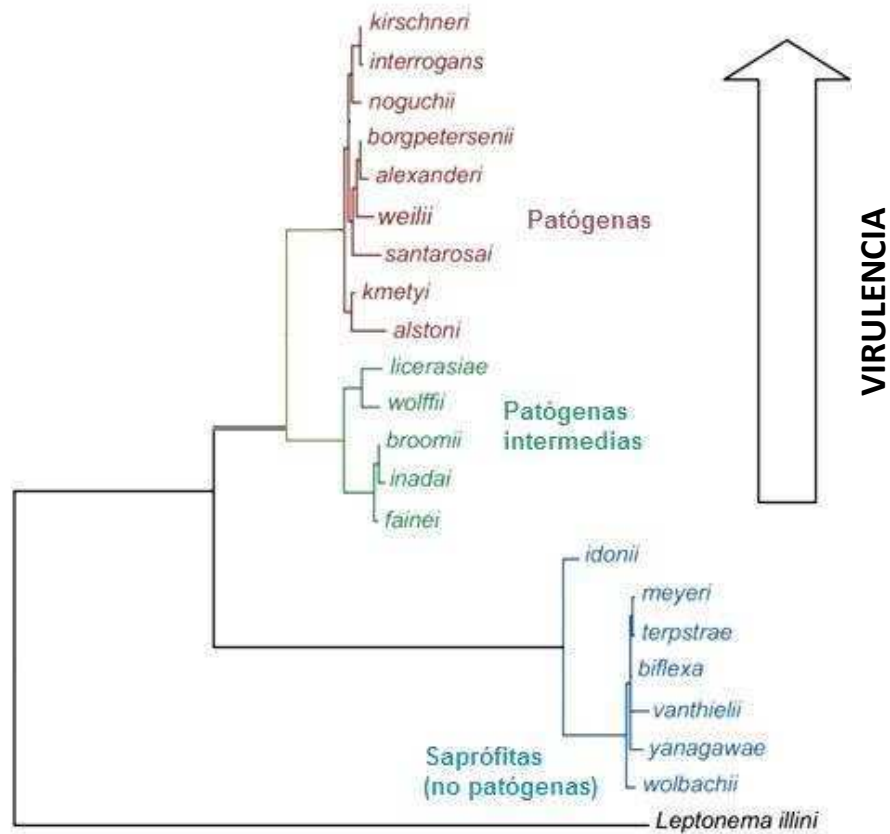 kirschneri
interrogans
noguchii
borgpetersenii
alexanderi
weilii
Patógenas
santarosai
kmetyi
alstoni
licerasiae
wolffii
Patógenas
intermedias
broomii
inadai
fainei
idonii
meyeri
terpstrae
biflexa
vanthielii
yanagawae
Saprófitas
(no patógenas)
wolbachii
Leptonema illini
VIRULENCIA